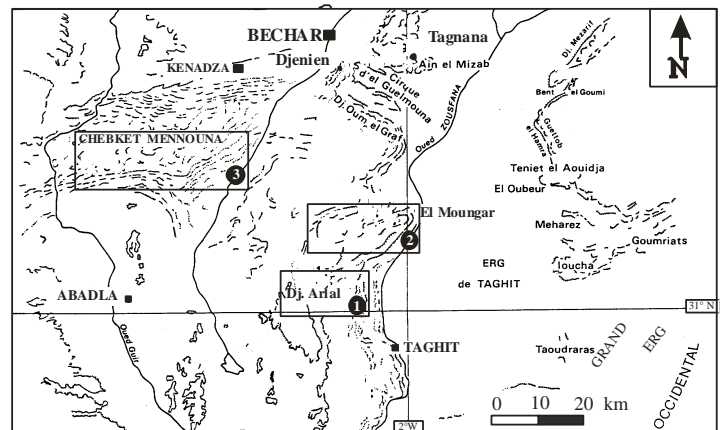 BECHAR
Tagnana
N
KENADZA
Djenien
Ain el Mizab
Cirque
d'el Guelmouna
Dj. Oum el Graf
Oued ZOUSFANA
Dj. Mezarif
Bent el Goumi
Guettob
el Hamra
CHEBKET MENNOUNA
3
Teniet el Aouidja
El Oubeur
El Moungar
2
Meharez
Goumriats
Ioucha
ERG
de TAGHIT
Dj. Arlal
1
ABADLA
31° N
Oued Guir
TAGHIT
Taoudraras
GRAND ERG
OCCIDENTAL
0 10 20 km
2°W